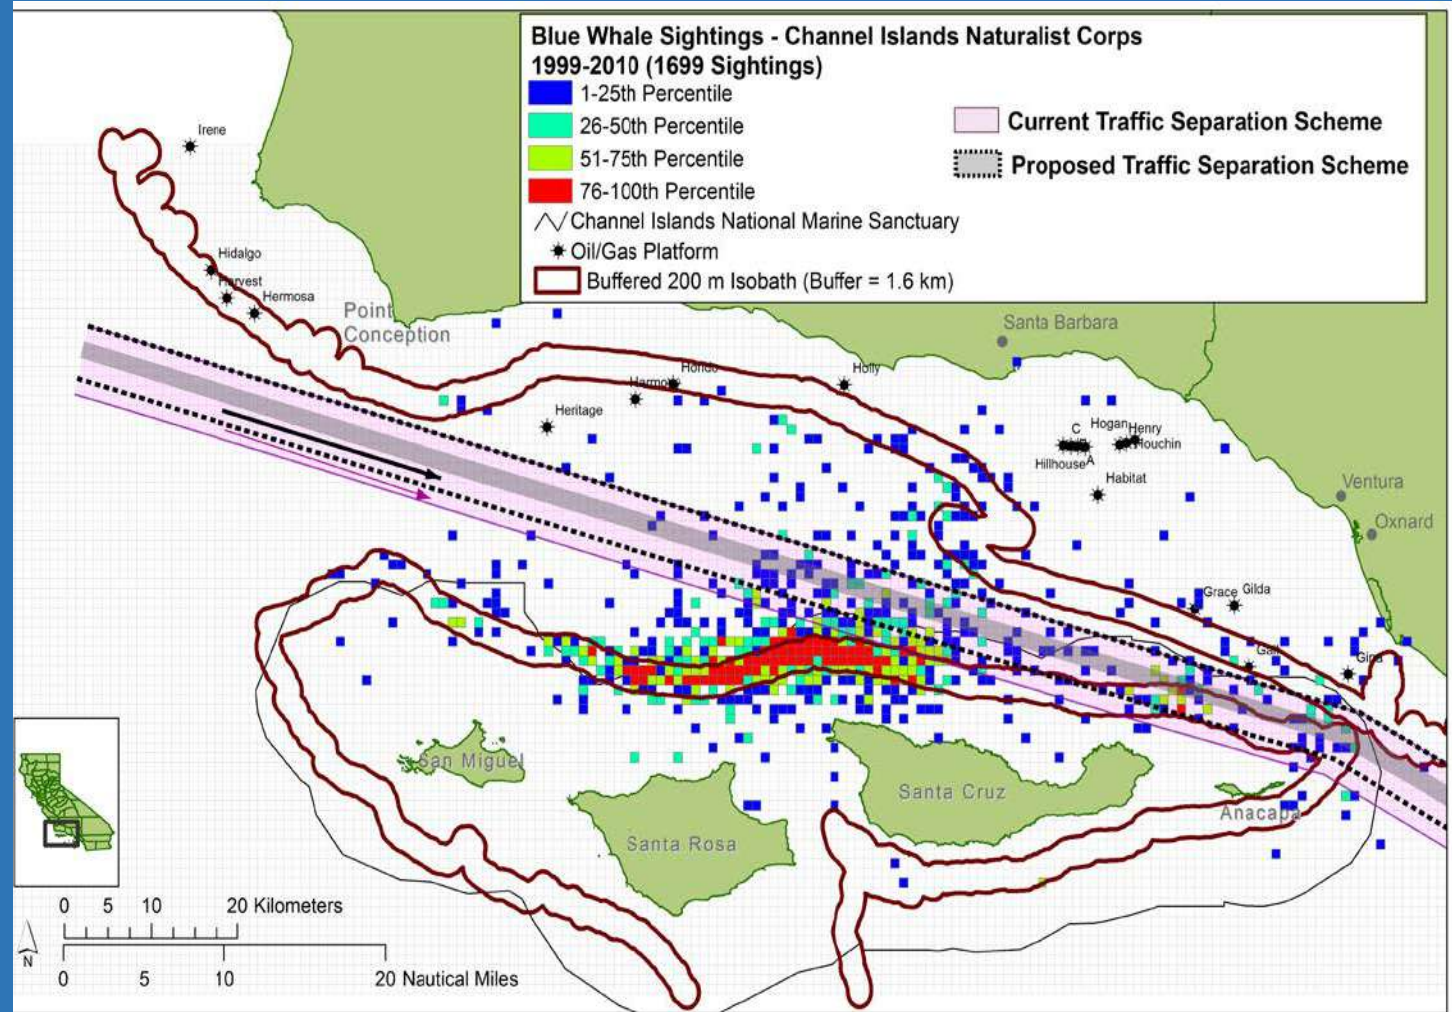 Blue Whale Sightings - Channel Islands Naturalist Corps
1999-2010 (1699 Sightings)
1-25th Percentile
26-50th Percentile
51-75th Percentile
76-100th Percentile
Channel Islands National Marine Sanctuary
Oil/Gas Platform
Buffered 200 m Isobath (Buffer = 1.6 km)
Current Traffic Separation Scheme
Proposed Traffic Separation Scheme
Irene
Hidalgo
Harvest
Hermosa
Point
Conception
Santa Barbara
Hondo
Holly
Heritage
C
Hogan
Henry
Houchin
Hillhouse
A
Habitat
Ventura
Oxnard
Grace
Gilda
Gail
Gina
San Miguel
Santa Cruz
Anacapa
Santa Rosa
0 5 10 20 Kilometers
N
0 5 10 20 Nautical Miles